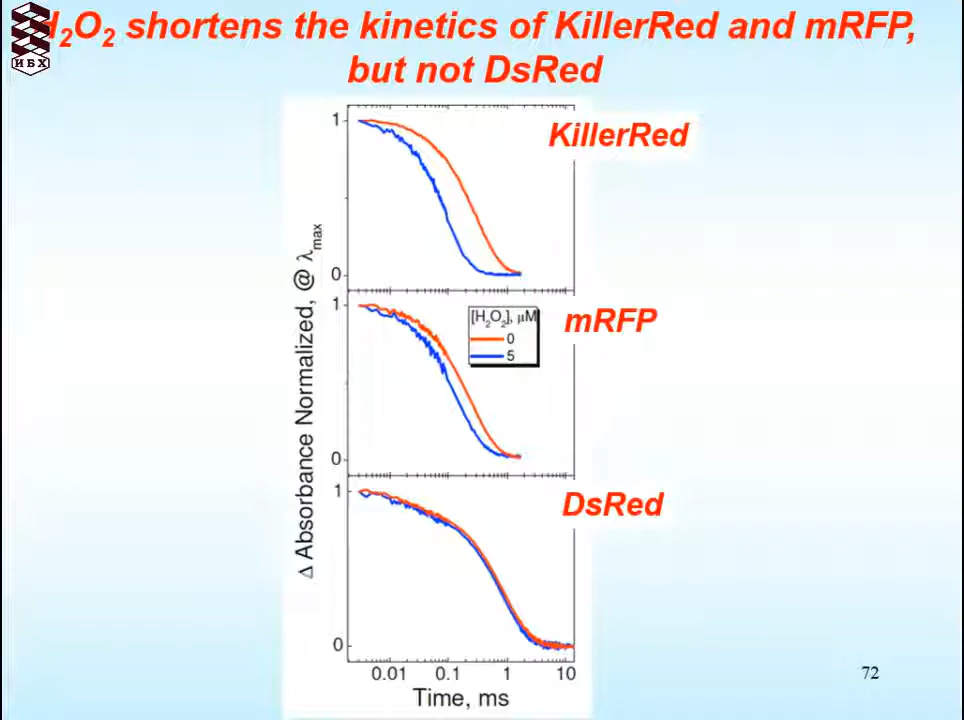 H₂O₂ shortens the kinetics of KillerRed and mRFP,
but not DsRed
ИБХ
KillerRed
1
0
mRFP
[H₂O₂], μM
0
5
1
0
DsRed
1
0
Δ Absorbance Normalized, @ λmax
0.01 0.1 1 10
Time, ms
72